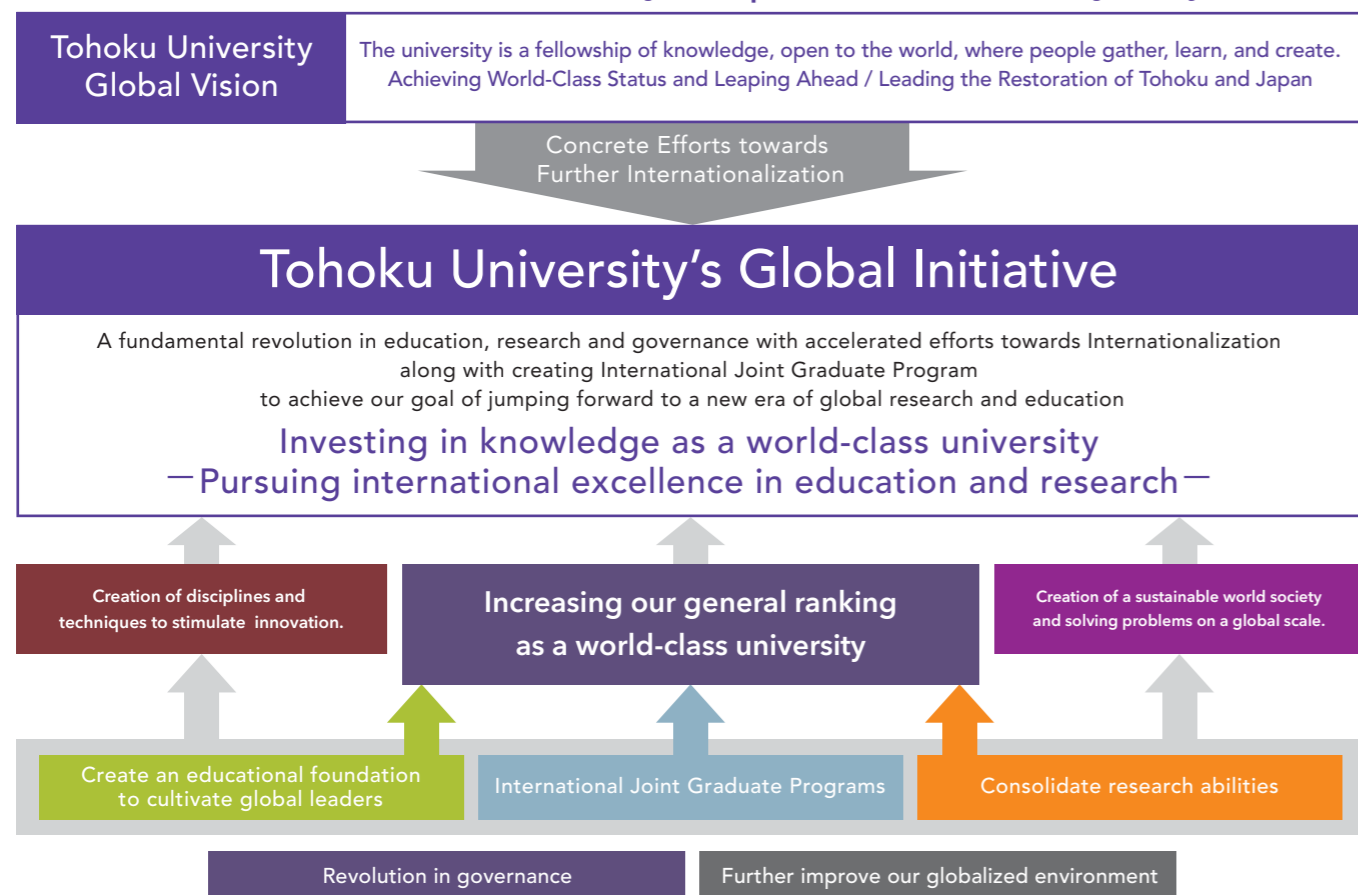 Tohoku University
Global Vision
The university is a fellowship of knowledge, open to the world, where people gather, learn, and create.
Achieving World-Class Status and Leaping Ahead / Leading the Restoration of Tohoku and Japan
Concrete Efforts towards
Further Internationalization
Tohoku University's Global Initiative
A fundamental revolution in education, research and governance with accelerated efforts towards Internationalization
along with creating International Joint Graduate Program
to achieve our goal of jumping forward to a new era of global research and education
Investing in knowledge as a world-class university
—Pursuing international excellence in education and research—
Creation of disciplines and
techniques to stimulate innovation.
Increasing our general ranking
as a world-class university
Creation of a sustainable world society
and solving problems on a global scale.
Create an educational foundation
to cultivate global leaders
International Joint Graduate Programs
Consolidate research abilities
Revolution in governance
Further improve our globalized environment